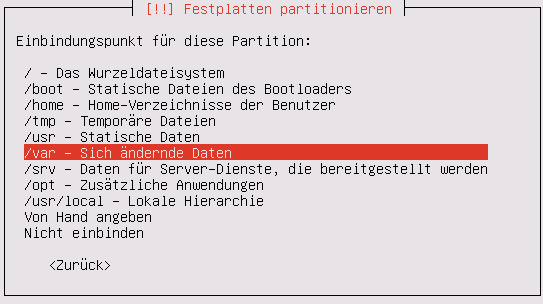 [!!] Festplatten partitionieren
Einbindungspunkt für diese Partition:
/ – Das Wurzeldateisystem
/boot – Statische Dateien des Bootloaders
/home – Home-Verzeichnisse der Benutzer
/tmp – Temporäre Dateien
/usr – Statische Daten
/var – Sich ändernde Daten
/srv – Daten für Server-Dienste, die bereitgestellt werden
/opt – Zusätzliche Anwendungen
/usr/local – Lokale Hierarchie
Von Hand angeben
Nicht einbinden
<Zurück>